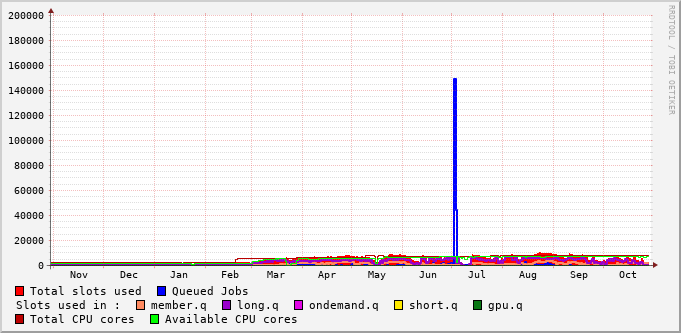 200000
180000
160000
140000
120000
100000
80000
60000
40000
20000
0
Nov Dec Jan Feb Mar Apr May Jun Jul Aug Sep Oct
Total slots used Queued Jobs
Slots used in : member.q long.q ondemand.q short.q gpu.q
Total CPU cores Available CPU cores
RRDTOOL / TOBI OETIKER